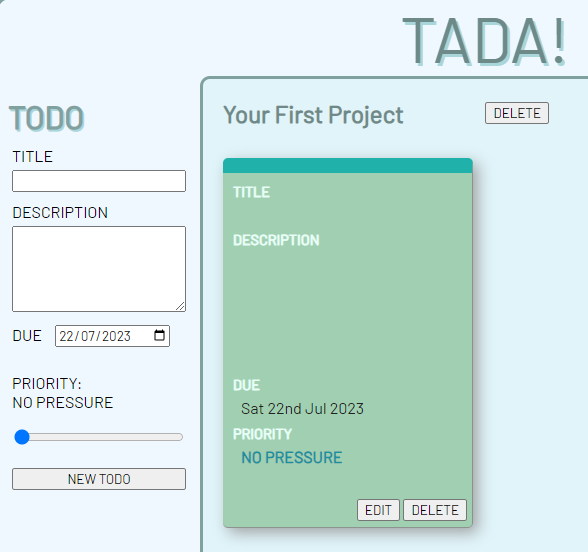 TADA!
TODO
TITLE
DESCRIPTION
DUE 22/07/2023
PRIORITY:
NO PRESSURE
NEW TODO
Your First Project DELETE
TITLE
DESCRIPTION
DUE
Sat 22nd Jul 2023
PRIORITY
NO PRESSURE
EDIT DELETE